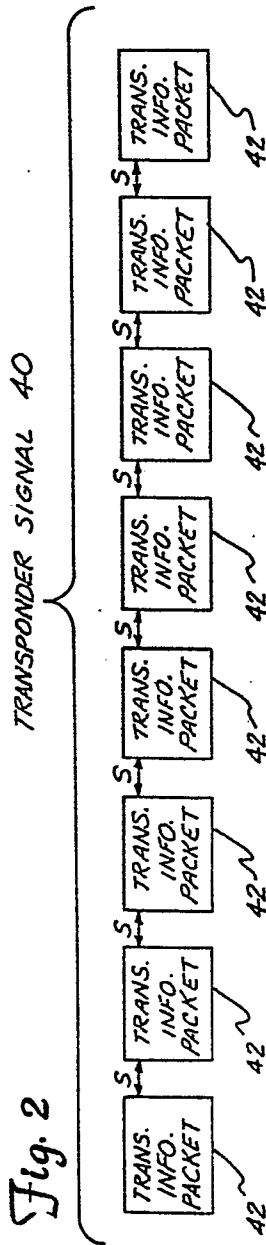 Fig. 2
TRANSPONDER SIGNAL 40
TRANS.
INFO.
PACKET
S
TRANS.
INFO.
PACKET
S
TRANS.
INFO.
PACKET
S
TRANS.
INFO.
PACKET
S
TRANS.
INFO.
PACKET
S
TRANS.
INFO.
PACKET
S
TRANS.
INFO.
PACKET
S
TRANS.
INFO.
PACKET
42
42
42
42
42
42
42
42